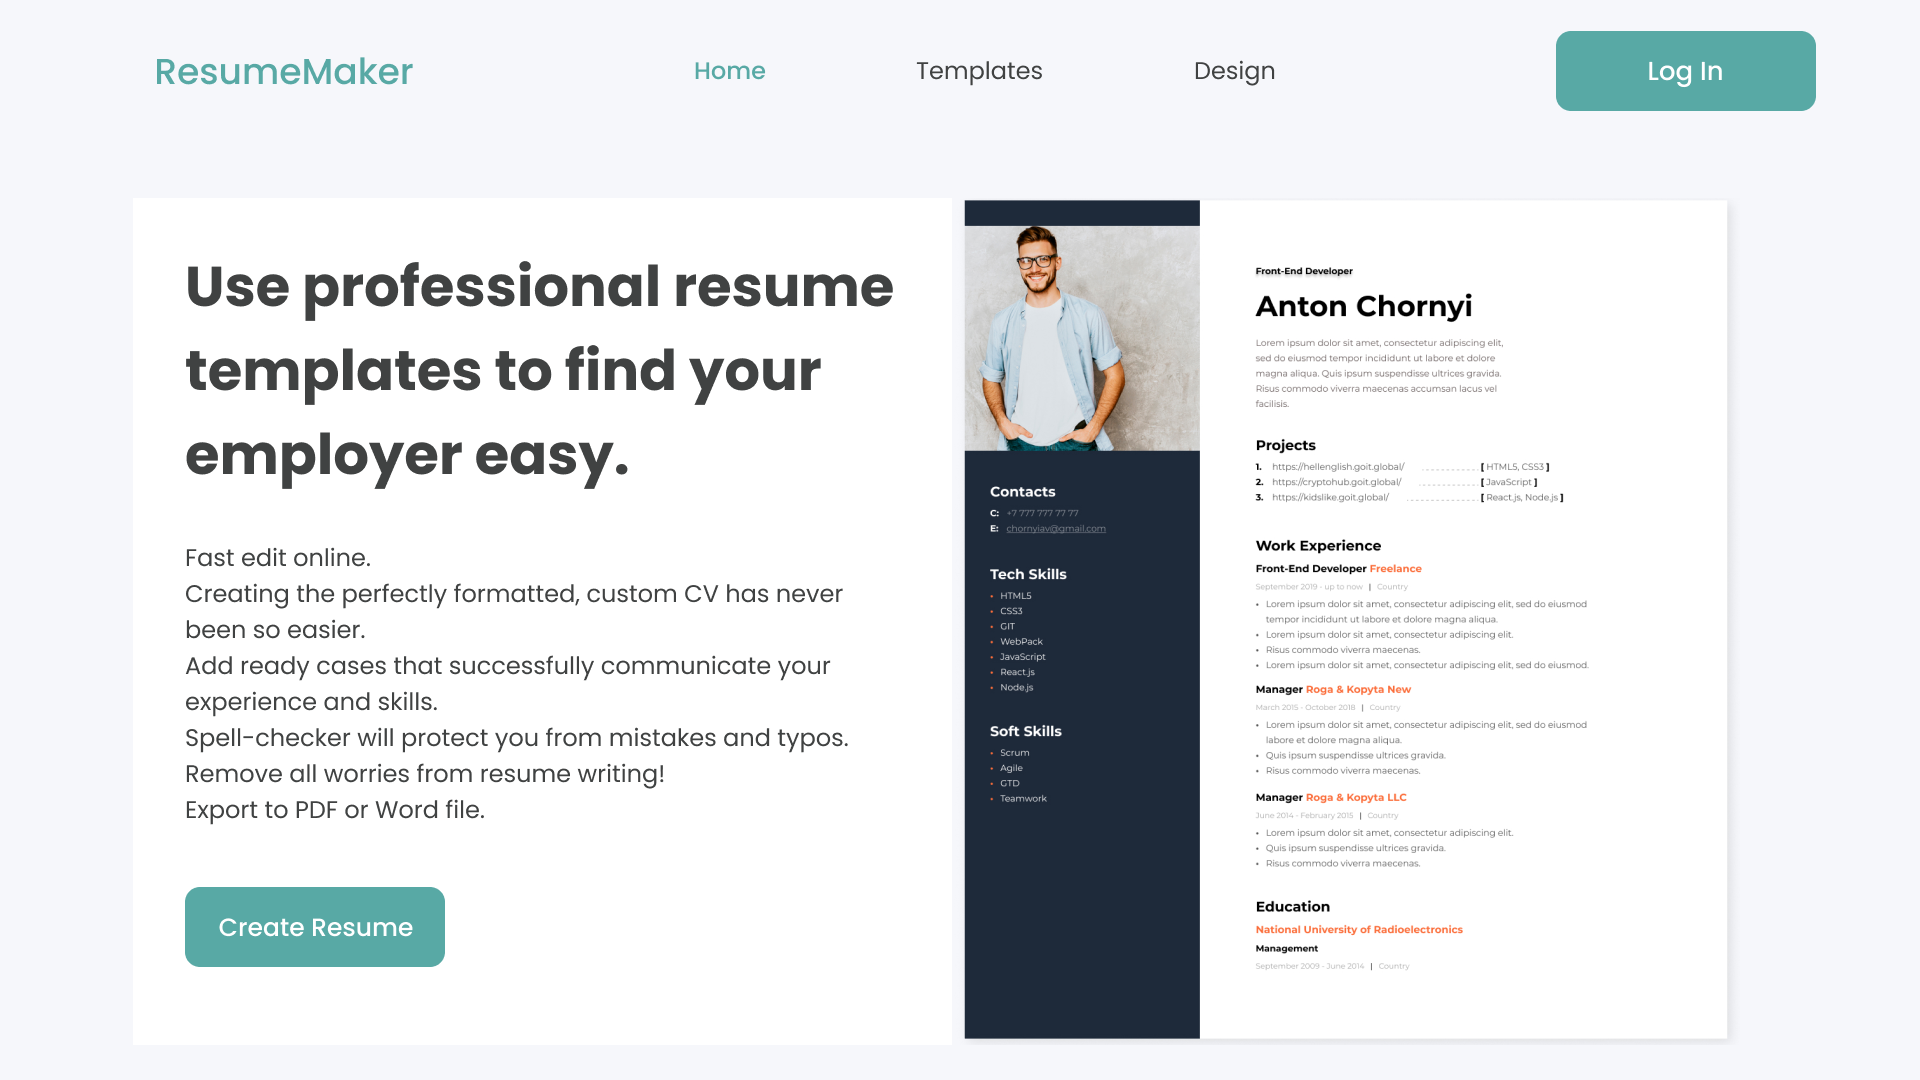 ResumeMaker
Home
Templates
Design
Log In
Use professional resume
templates to find your
employer easy.
Fast edit online.
Creating the perfectly formatted, custom CV has never
been so easier.
Add ready cases that successfully communicate your
experience and skills.
Spell-checker will protect you from mistakes and typos.
Remove all worries from resume writing!
Export to PDF or Word file.
Create Resume
Contacts
C: +7 777 777 77 77
E: chornyiav@gmail.com
Tech Skills
• HTML5
• CSS3
• GIT
• WebPack
• JavaScript
• React.js
• Node.js
Soft Skills
• Scrum
• Agile
• GTD
• Teamwork
Front-End Developer
Anton Chornyi
Lorem ipsum dolor sit amet, consectetur adipiscing elit,
sed do eiusmod tempor incididunt ut labore et dolore
magna aliqua. Quis ipsum suspendisse ultrices gravida.
Risus commodo viverra maecenas accumsan lacus vel
facilisis.
Projects
1. https://hellenglish.goit.global/ [ HTML5, CSS3 ]
2. https://cryptohub.goit.global/ [ JavaScript ]
3. https://kidslike.goit.global/ [ React.js, Node.js ]
Work Experience
Front-End Developer Freelance
September 2019 - up to now | Country
• Lorem ipsum dolor sit amet, consectetur adipiscing elit, sed do eiusmod
tempor incididunt ut labore et dolore magna aliqua.
• Lorem ipsum dolor sit amet, consectetur adipiscing elit.
• Risus commodo viverra maecenas.
• Lorem ipsum dolor sit amet, consectetur adipiscing elit, sed do eiusmod.
Manager Roga & Kopyta New
March 2015 - October 2018 | Country
• Lorem ipsum dolor sit amet, consectetur adipiscing elit, sed do eiusmod
labore et dolore magna aliqua.
• Quis ipsum suspendisse ultrices gravida.
• Risus commodo viverra maecenas.
Manager Roga & Kopyta LLC
June 2014 - February 2015 | Country
• Lorem ipsum dolor sit amet, consectetur adipiscing elit.
• Quis ipsum suspendisse ultrices gravida.
• Risus commodo viverra maecenas.
Education
National University of Radioelectronics
Management
September 2009 - June 2014 | Country